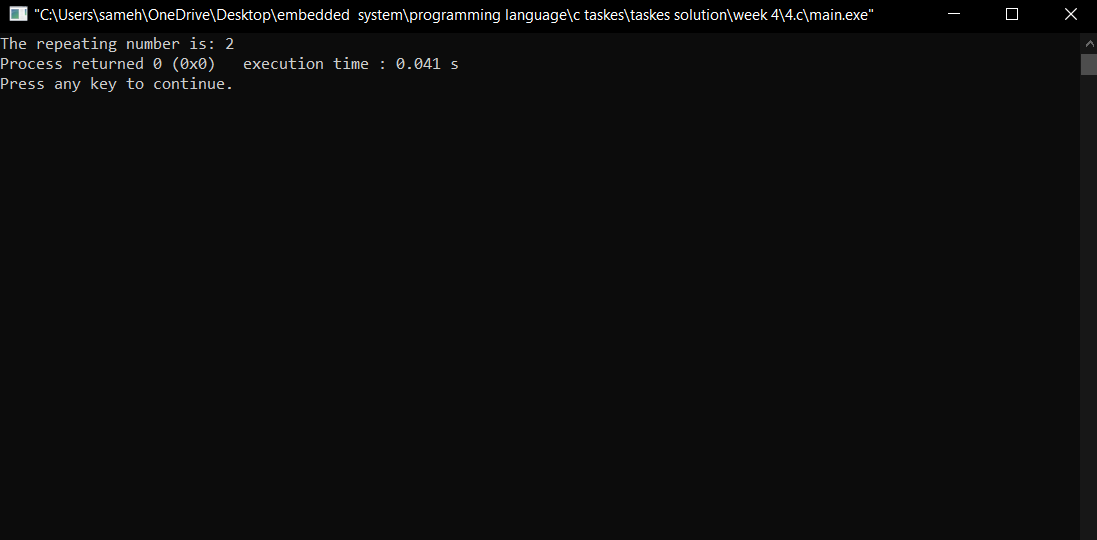 "C:\Users\sameh\OneDrive\Desktop\embedded  system\programming language\c taskes\taskes solution\week 4\4.c\main.exe"
The repeating number is: 2
Process returned 0 (0x0)   execution time : 0.041 s
Press any key to continue.